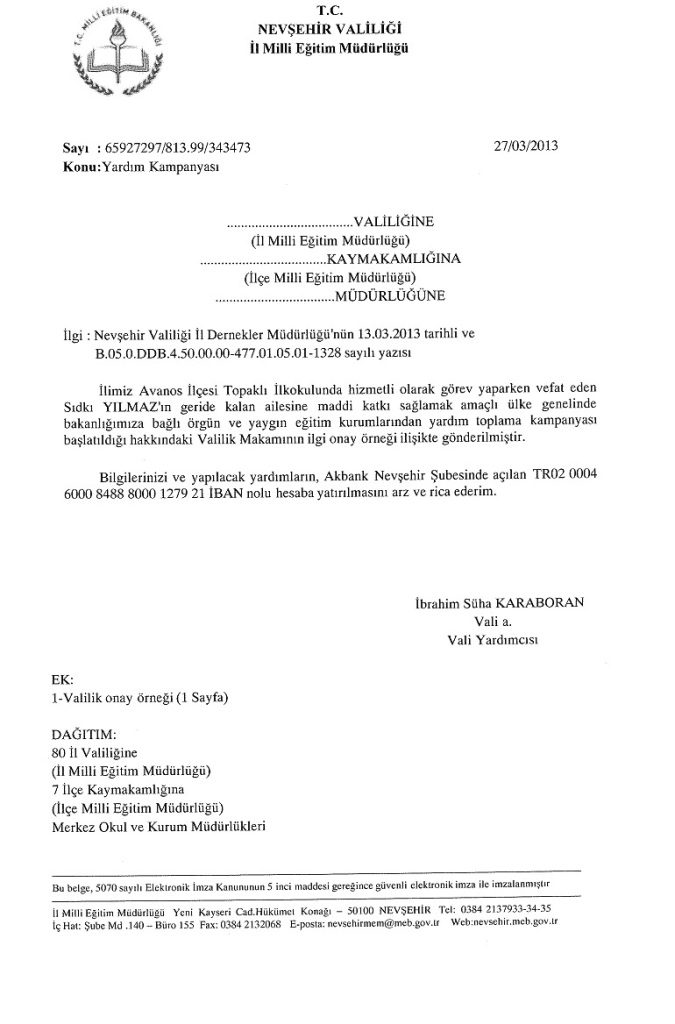 T.C. MİLLİ EĞİTİM BAKANLIĞI
T.C.
NEVŞEHİR VALİLİĞİ
İl Milli Eğitim Müdürlüğü
Sayı : 65927297/813.99/343473 27/03/2013
Konu:Yardım Kampanyası
....................................VALİLİĞİNE
(İl Milli Eğitim Müdürlüğü)
....................................KAYMAKAMLIĞINA
(İlçe Milli Eğitim Müdürlüğü)
..................................MÜDÜRLÜĞÜNE
İlgi : Nevşehir Valiliği İl Dernekler Müdürlüğü'nün 13.03.2013 tarihli ve
B.05.0.DDB.4.50.00.00-477.01.05.01-1328 sayılı yazısı
İlimiz Avanos İlçesi Topaklı İlkokulunda hizmetli olarak görev yaparken vefat eden
Sıdkı YILMAZ'ın geride kalan ailesine maddi katkı sağlamak amaçlı ülke genelinde
bakanlığımıza bağlı örgün ve yaygın eğitim kurumlarından yardım toplama kampanyası
başlatıldığı hakkındaki Valilik Makamının ilgi onay örneği ilişikte gönderilmiştir.
Bilgilerinizi ve yapılacak yardımların, Akbank Nevşehir Şubesinde açılan TR02 0004
6000 8488 8000 1279 21 İBAN nolu hesaba yatırılmasını arz ve rica ederim.
İbrahim Süha KARABORAN
Vali a.
Vali Yardımcısı
EK:
1-Valilik onay örneği (1 Sayfa)
DAĞITIM:
80 İl Valiliğine
(İl Milli Eğitim Müdürlüğü)
7 İlçe Kaymakamlığına
(İlçe Milli Eğitim Müdürlüğü)
Merkez Okul ve Kurum Müdürlükleri
Bu belge, 5070 sayılı Elektronik İmza Kanununun 5 inci maddesi gereğince güvenli elektronik imza ile imzalanmıştır
İl Milli Eğitim Müdürlüğü Yeni Kayseri Cad.Hükümet Konağı – 50100 NEVŞEHİR Tel: 0384 2137933-34-35
İç Hat: Şube Md .140 – Büro 155 Fax: 0384 2132068 E-posta: nevsehirmem@meb.gov.tr Web:nevsehir.meb.gov.tr